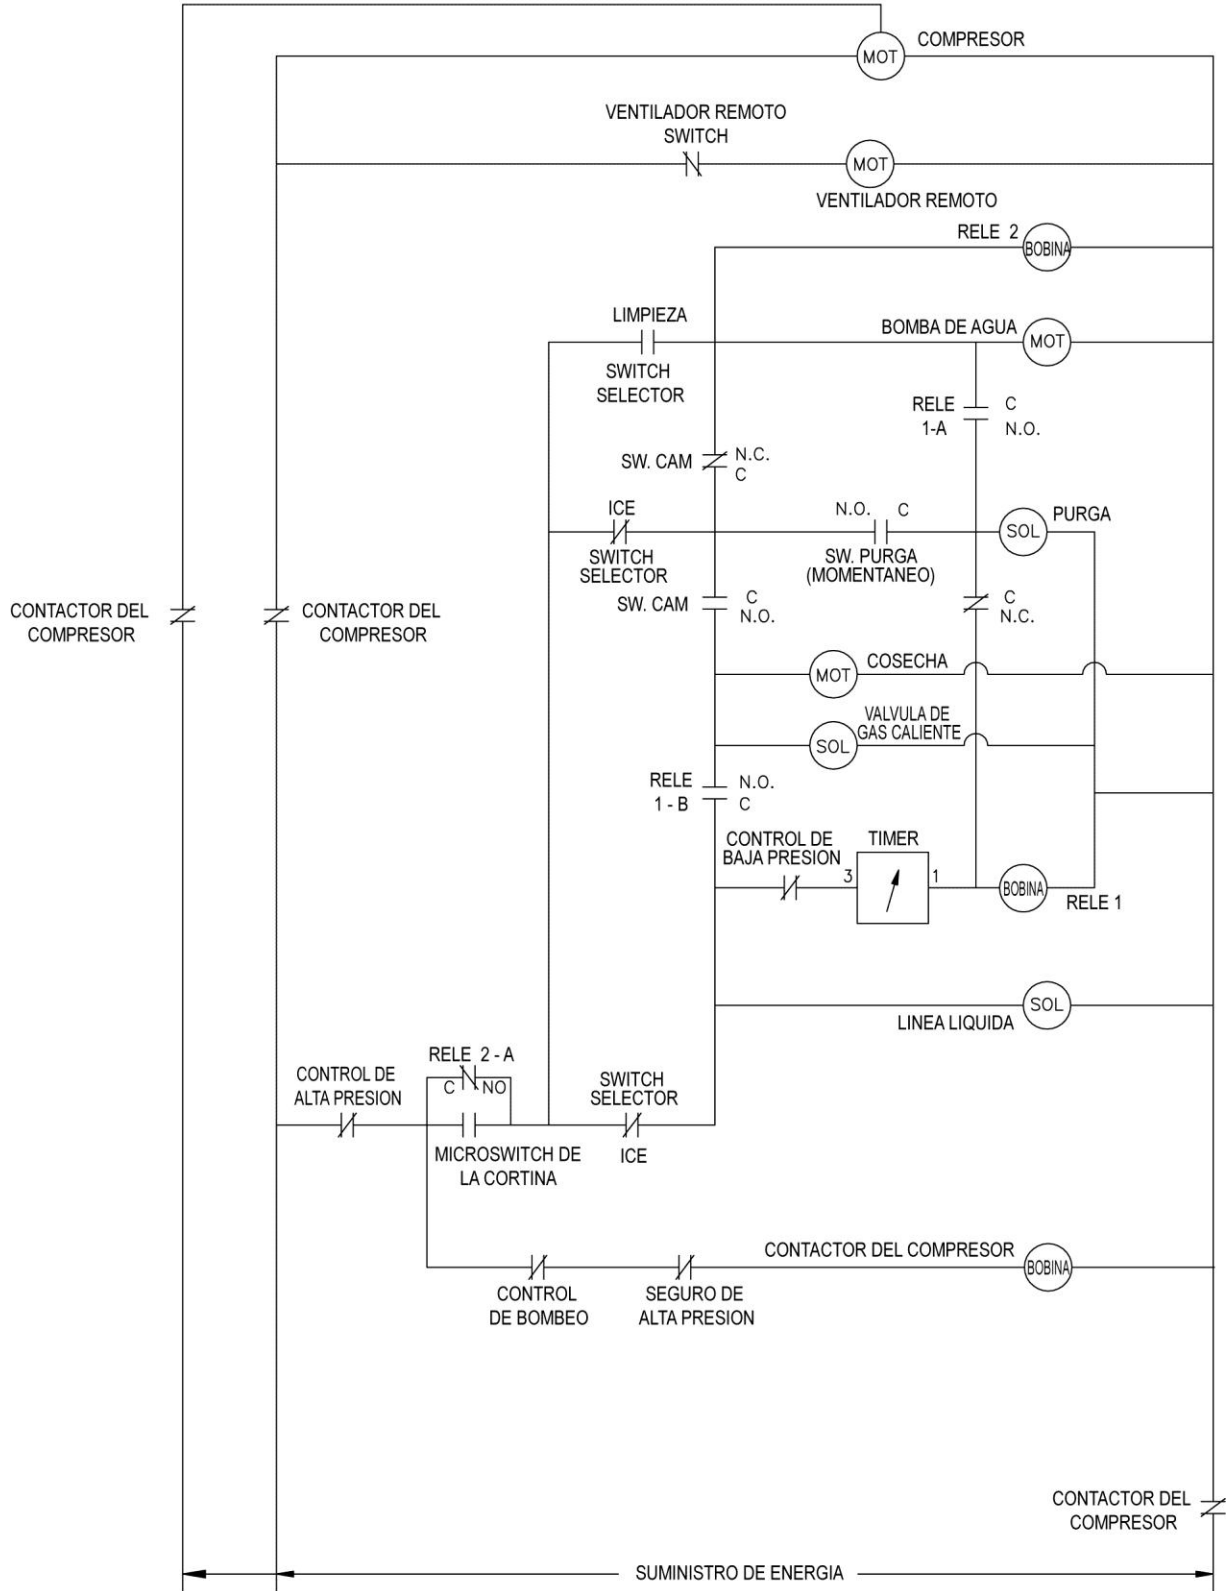 COMPRESOR
MOT
VENTILADOR REMOTO
SWITCH
MOT
VENTILADOR REMOTO
RELE 2
BOBINA
LIMPIEZA
BOMBA DE AGUA
MOT
SWITCH
SELECTOR
RELE
1-A
C
N.O.
SW. CAM
N.C.
C
ICE
N.O. C
SOL
PURGA
SWITCH
SELECTOR
SW. PURGA
(MOMENTANEO)
SW. CAM
C
N.O.
C
N.C.
CONTACTOR DEL
COMPRESOR
CONTACTOR DEL
COMPRESOR
MOT
COSECHA
VALVULA DE
GAS CALIENTE
SOL
RELE
1 - B
N.O.
C
CONTROL DE
BAJA PRESION
TIMER
3
1
BOBINA
RELE 1
SOL
LINEA LIQUIDA
RELE 2 - A
C NO
CONTROL DE
ALTA PRESION
SWITCH
SELECTOR
MICROSWITCH DE
LA CORTINA
ICE
CONTACTOR DEL COMPRESOR
BOBINA
CONTROL
DE BOMBEO
SEGURO DE
ALTA PRESION
CONTACTOR DEL
COMPRESOR
SUMINISTRO DE ENERGIA